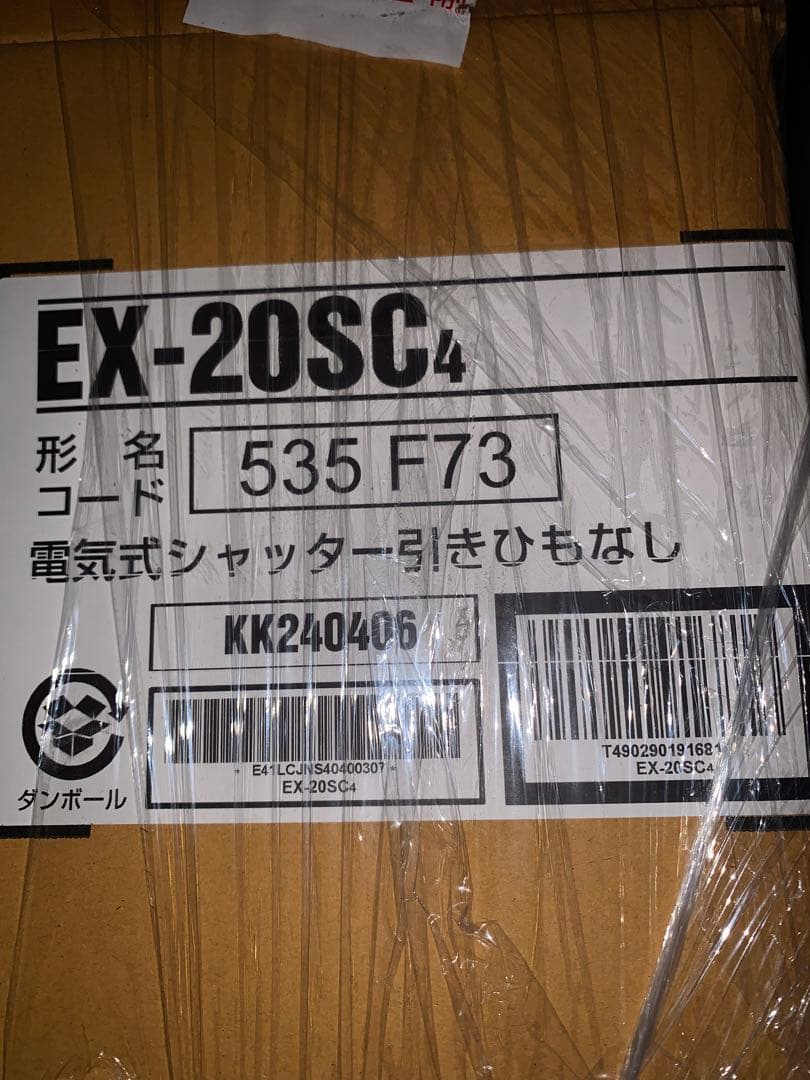 EX-20SC4
形名
コード
535 F73
電気式シャッター引きひもなし
KK240406
E41LCJNS40400307*
EX-20SC4
EX-20SC4
ダンボール